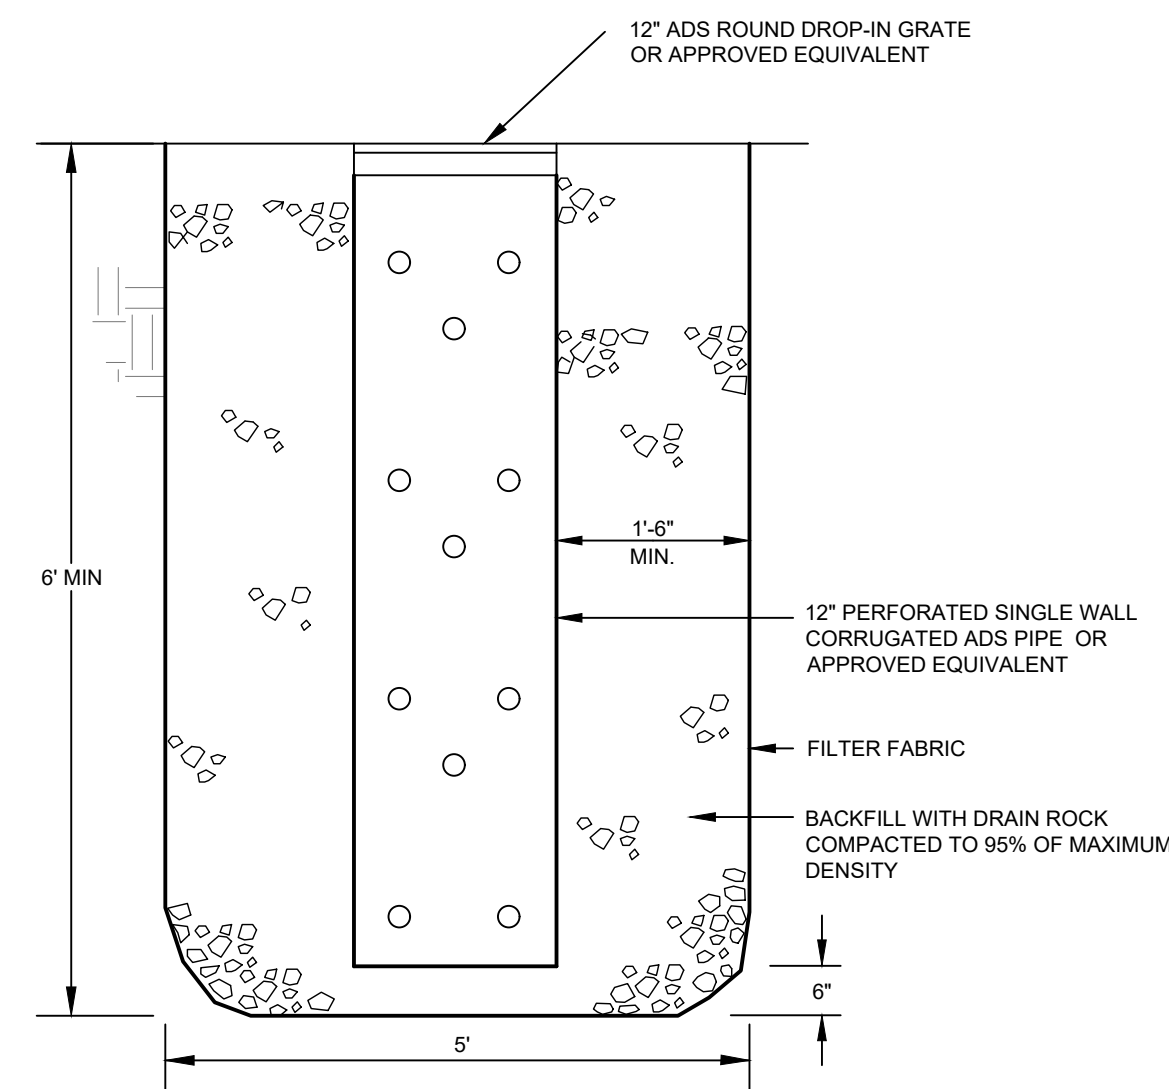 12" ADS ROUND DROP-IN GRATE
OR APPROVED EQUIVALENT
1'-6"
MIN.
6' MIN
12" PERFORATED SINGLE WALL
CORRUGATED ADS PIPE OR
APPROVED EQUIVALENT
FILTER FABRIC
BACKFILL WITH DRAIN ROCK
COMPACTED TO 95% OF MAXIMUM
DENSITY
6"
5'